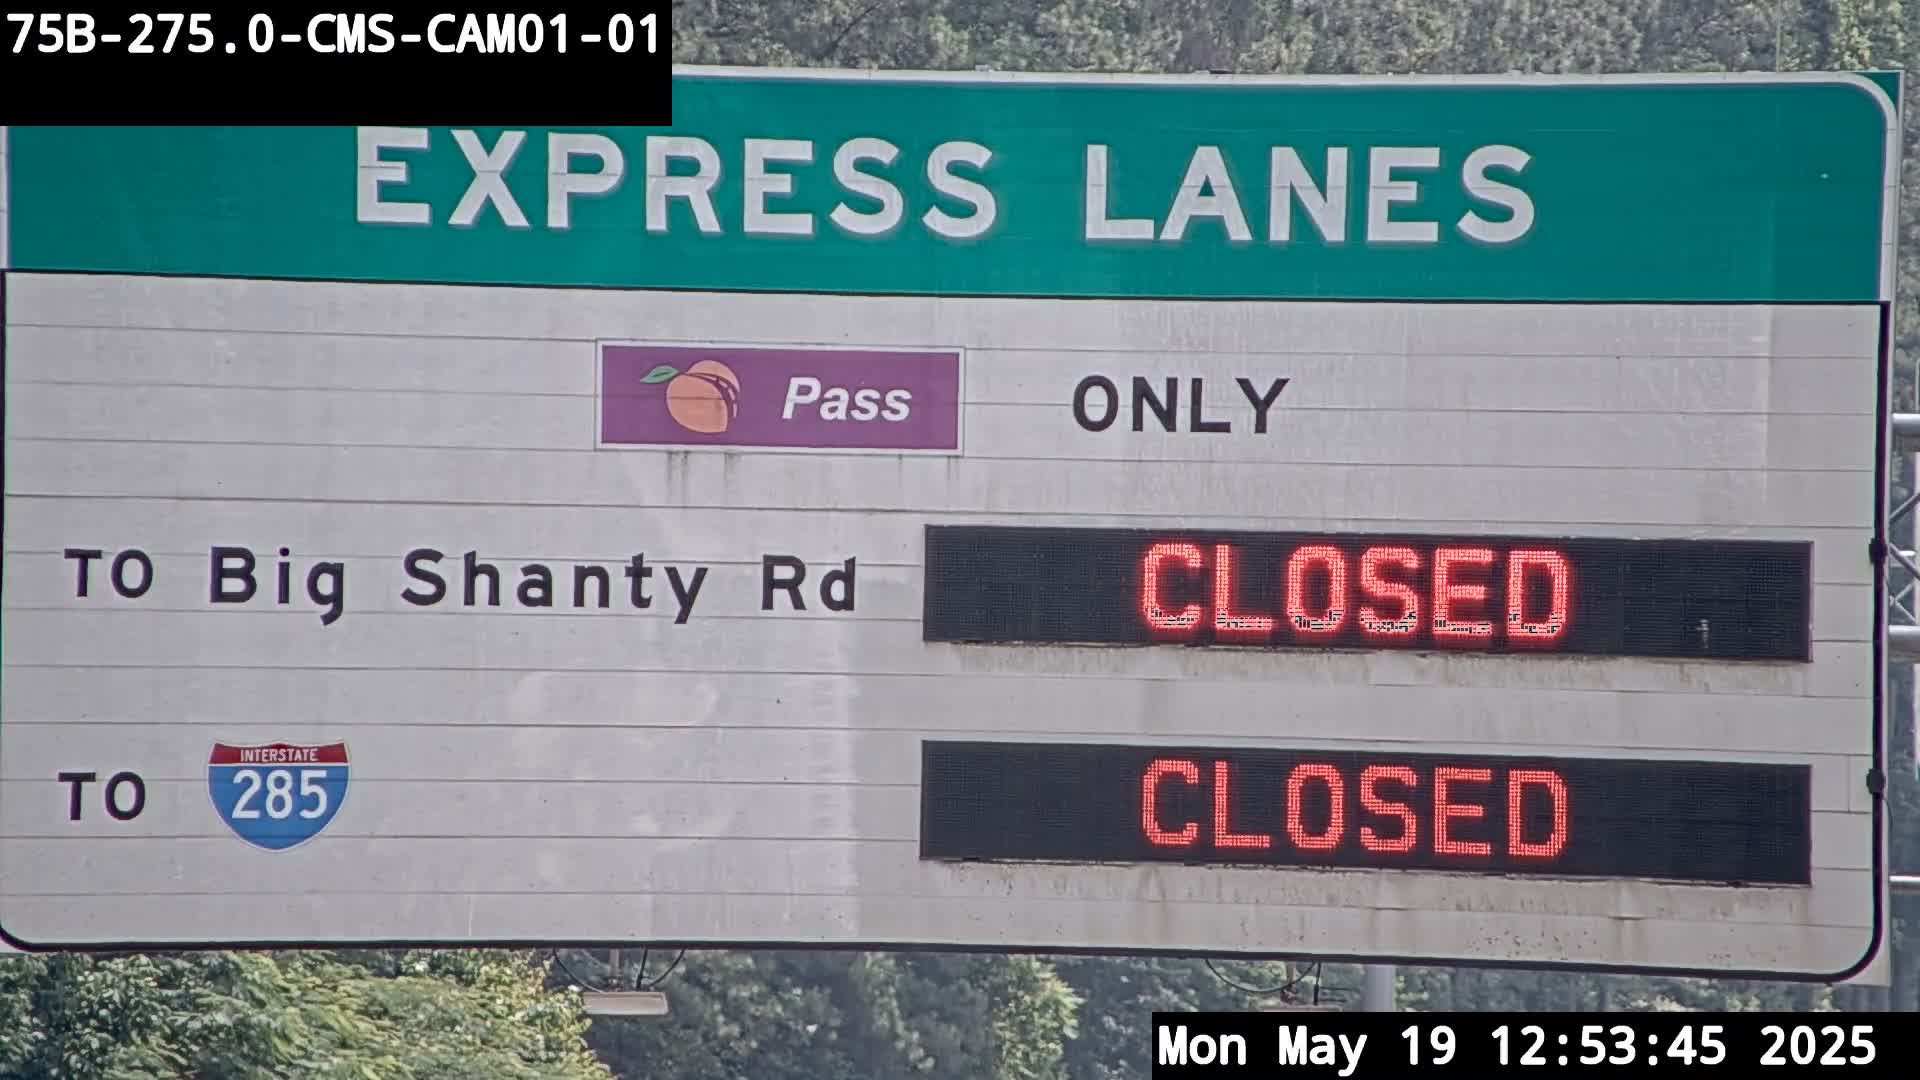 75B-275.0-CMS-CAM01-01
EXPRESS LANES
Pass ONLY
TO Big Shanty Rd CLOSED
INTERSTATE
TO 285 CLOSED
Mon May 19 12:53:45 2025